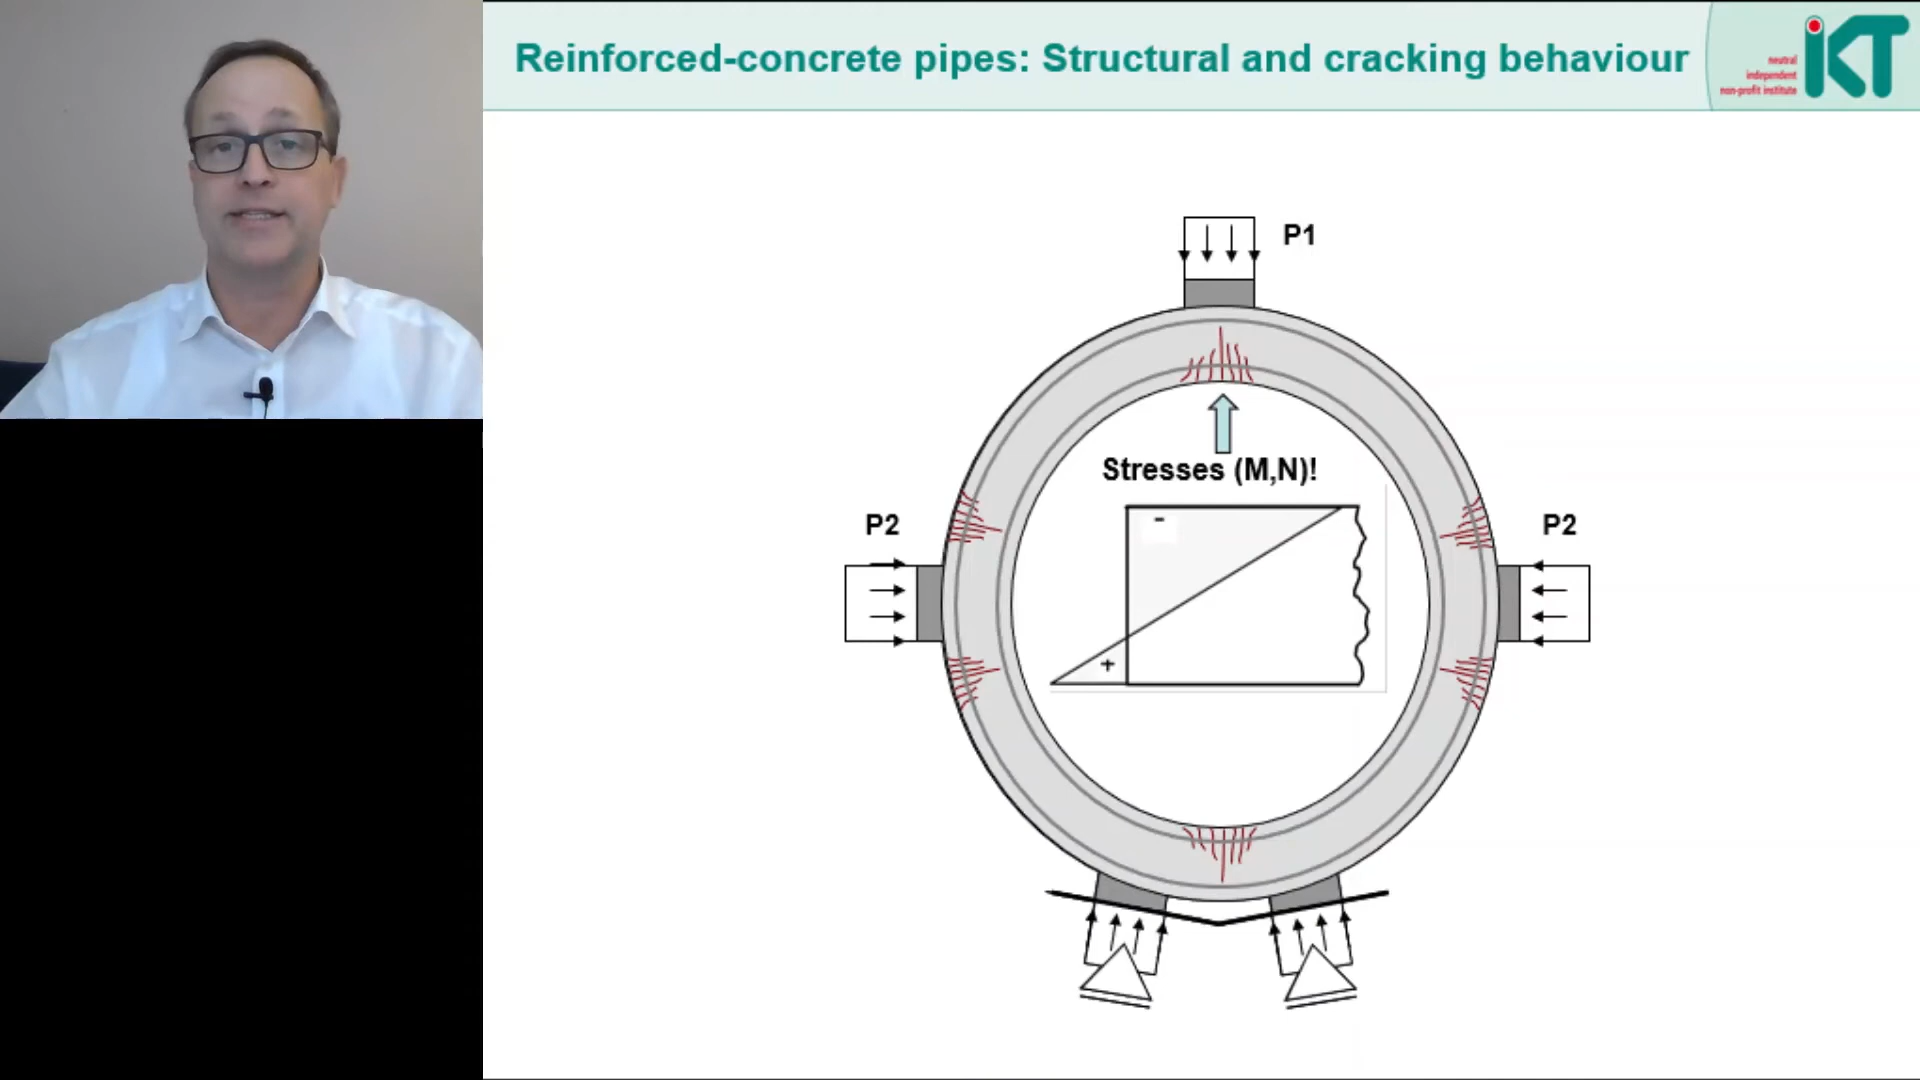 Reinforced-concrete pipes: Structural and cracking behaviour
neutral
independent
non-profit institute
iKT
P1
Stresses (M,N)!
P2
P2
-
+